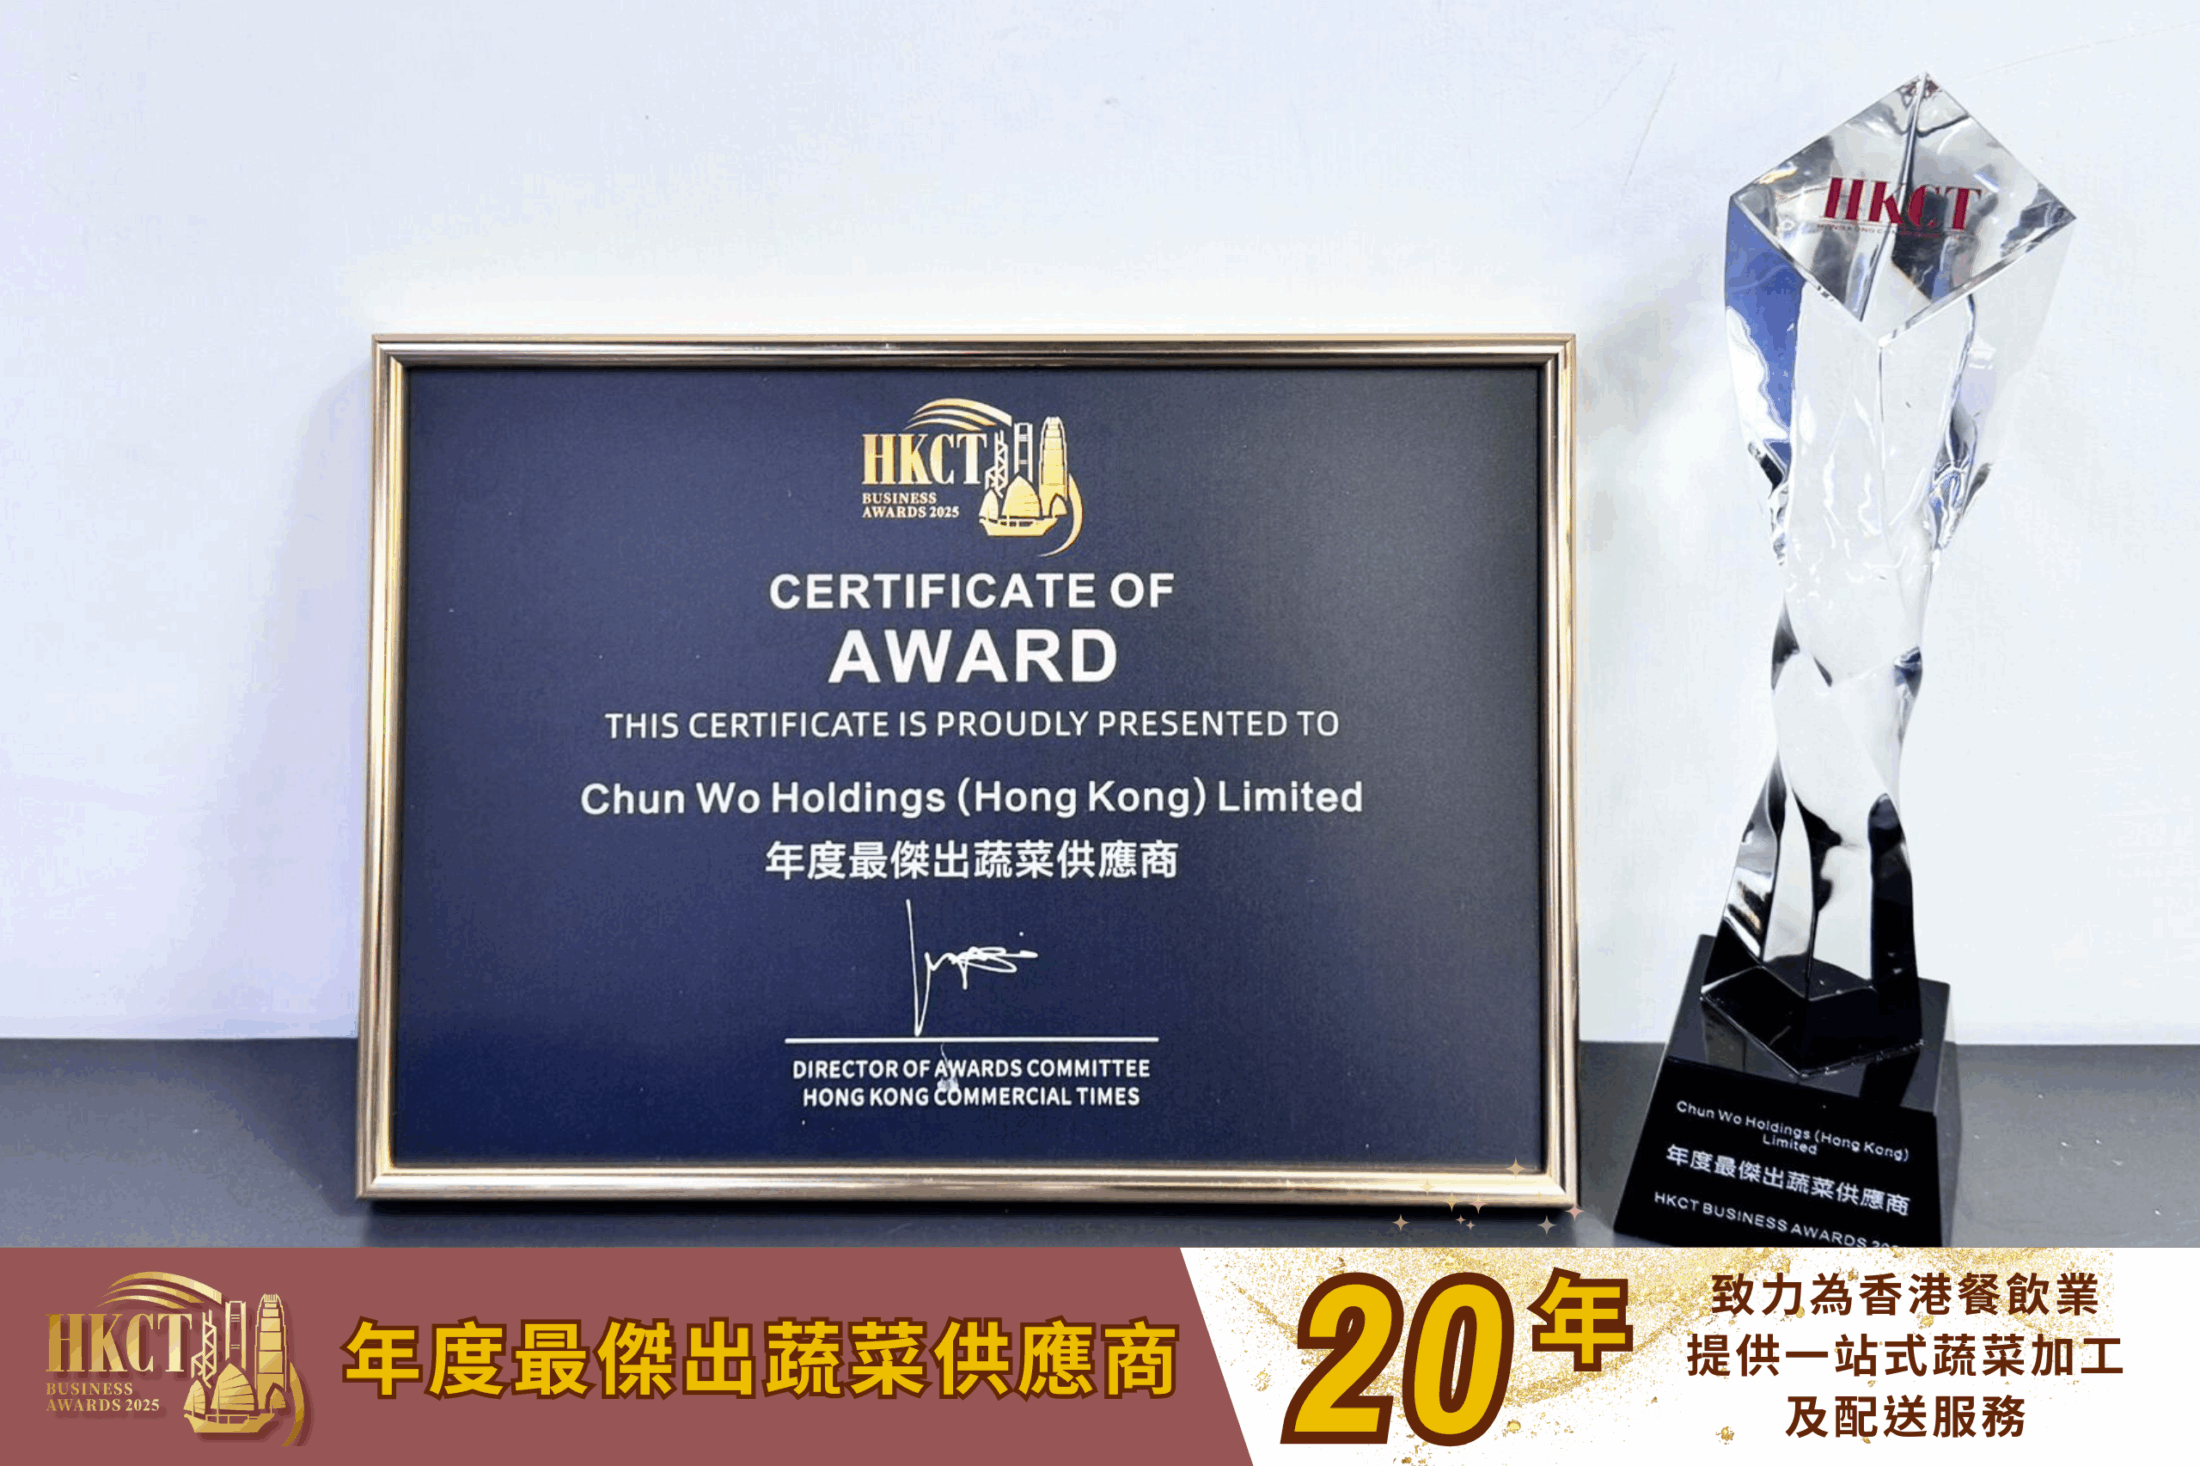 HKCT
HKCT
BUSINESS
AWARDS 2025
CERTIFICATE OF
AWARD
THIS CERTIFICATE IS PROUDLY PRESENTED TO
Chun Wo Holdings (Hong Kong) Limited
年度最傑出蔬菜供應商
DIRECTOR OF AWARDS COMMITTEE
HONG KONG COMMERCIAL TIMES
Chun Wo Holdings (Hong Kong)
Limited
年度最傑出蔬菜供應商
HKCT BUSINESS AWARDS
HKCT
BUSINESS
AWARDS 2025
年度最傑出蔬菜供應商
20年
致力為香港餐飲業
提供一站式蔬菜加工
及配送服務